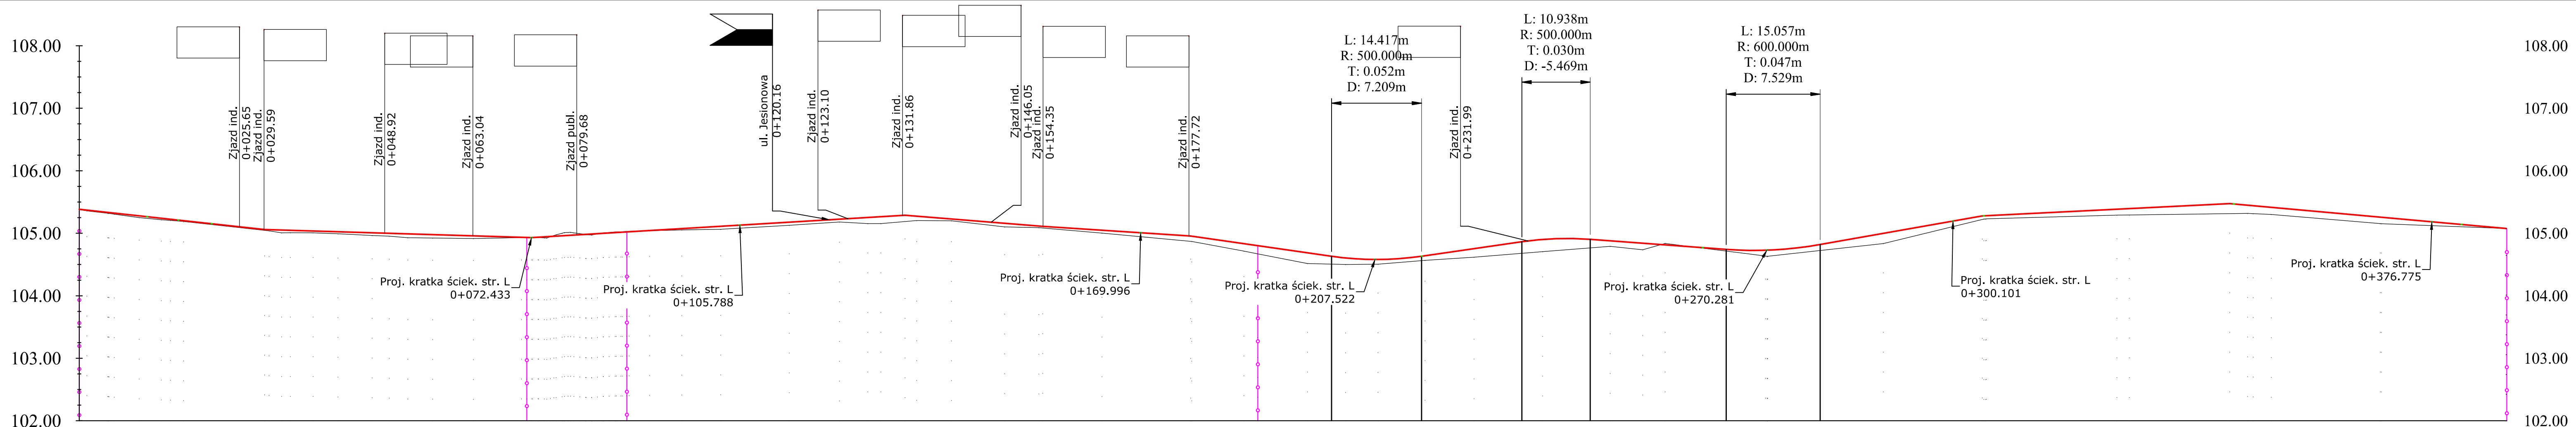 108.00
107.00
106.00
105.00
104.00
103.00
102.00
Zjazd ind.
0+025.65
Zjazd ind.
0+029.59
Zjazd ind.
0+048.92
Zjazd ind.
0+063.04
Zjazd publ.
0+079.68
ul. Jesionowa
0+120.16
Zjazd ind.
0+123.10
Zjazd ind.
0+131.86
Zjazd ind.
0+146.05
Zjazd ind.
0+154.35
Zjazd ind.
0+177.72
L: 14.417m
R: 500.000m
T: 0.052m
D: 7.209m
Zjazd ind.
0+231.99
L: 10.938m
R: 500.000m
T: 0.030m
D: -5.469m
L: 15.057m
R: 600.000m
T: 0.047m
D: 7.529m
Proj. kratka ściek. str. L
0+072.433
Proj. kratka ściek. str. L
0+105.788
Proj. kratka ściek. str. L
0+169.996
Proj. kratka ściek. str. L
0+207.522
Proj. kratka ściek. str. L
0+270.281
Proj. kratka ściek. str. L
0+300.101
Proj. kratka ściek. str. L
0+376.775
108.00
107.00
106.00
105.00
104.00
103.00
102.00